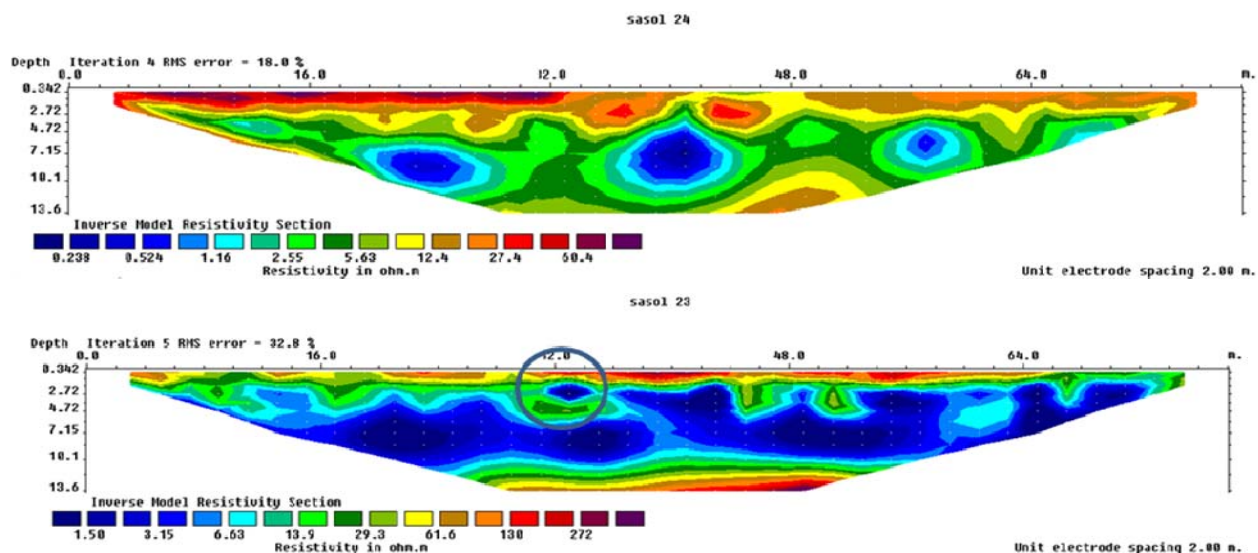 sasol 24
Depth Iteration 4 RMS error = 18.0 %
0.0 16.0 32.0 48.0 64.0 m.
0.342
2.72
4.72
7.15
10.1
13.6
Inverse Model Resistivity Section
0.238 0.524 1.16 2.55 5.63 12.4 27.4 60.4
Resistivity in ohm.m
Unit electrode spacing 2.00 m.
sasol 23
Depth Iteration 5 RMS error = 32.8 %
0.0 16.0 32.0 48.0 64.0 m.
0.342
2.72
4.72
7.15
10.1
13.6
Inverse Model Resistivity Section
1.50 3.15 6.63 13.9 29.3 61.6 130 272
Resistivity in ohm.m
Unit electrode spacing 2.00 m.